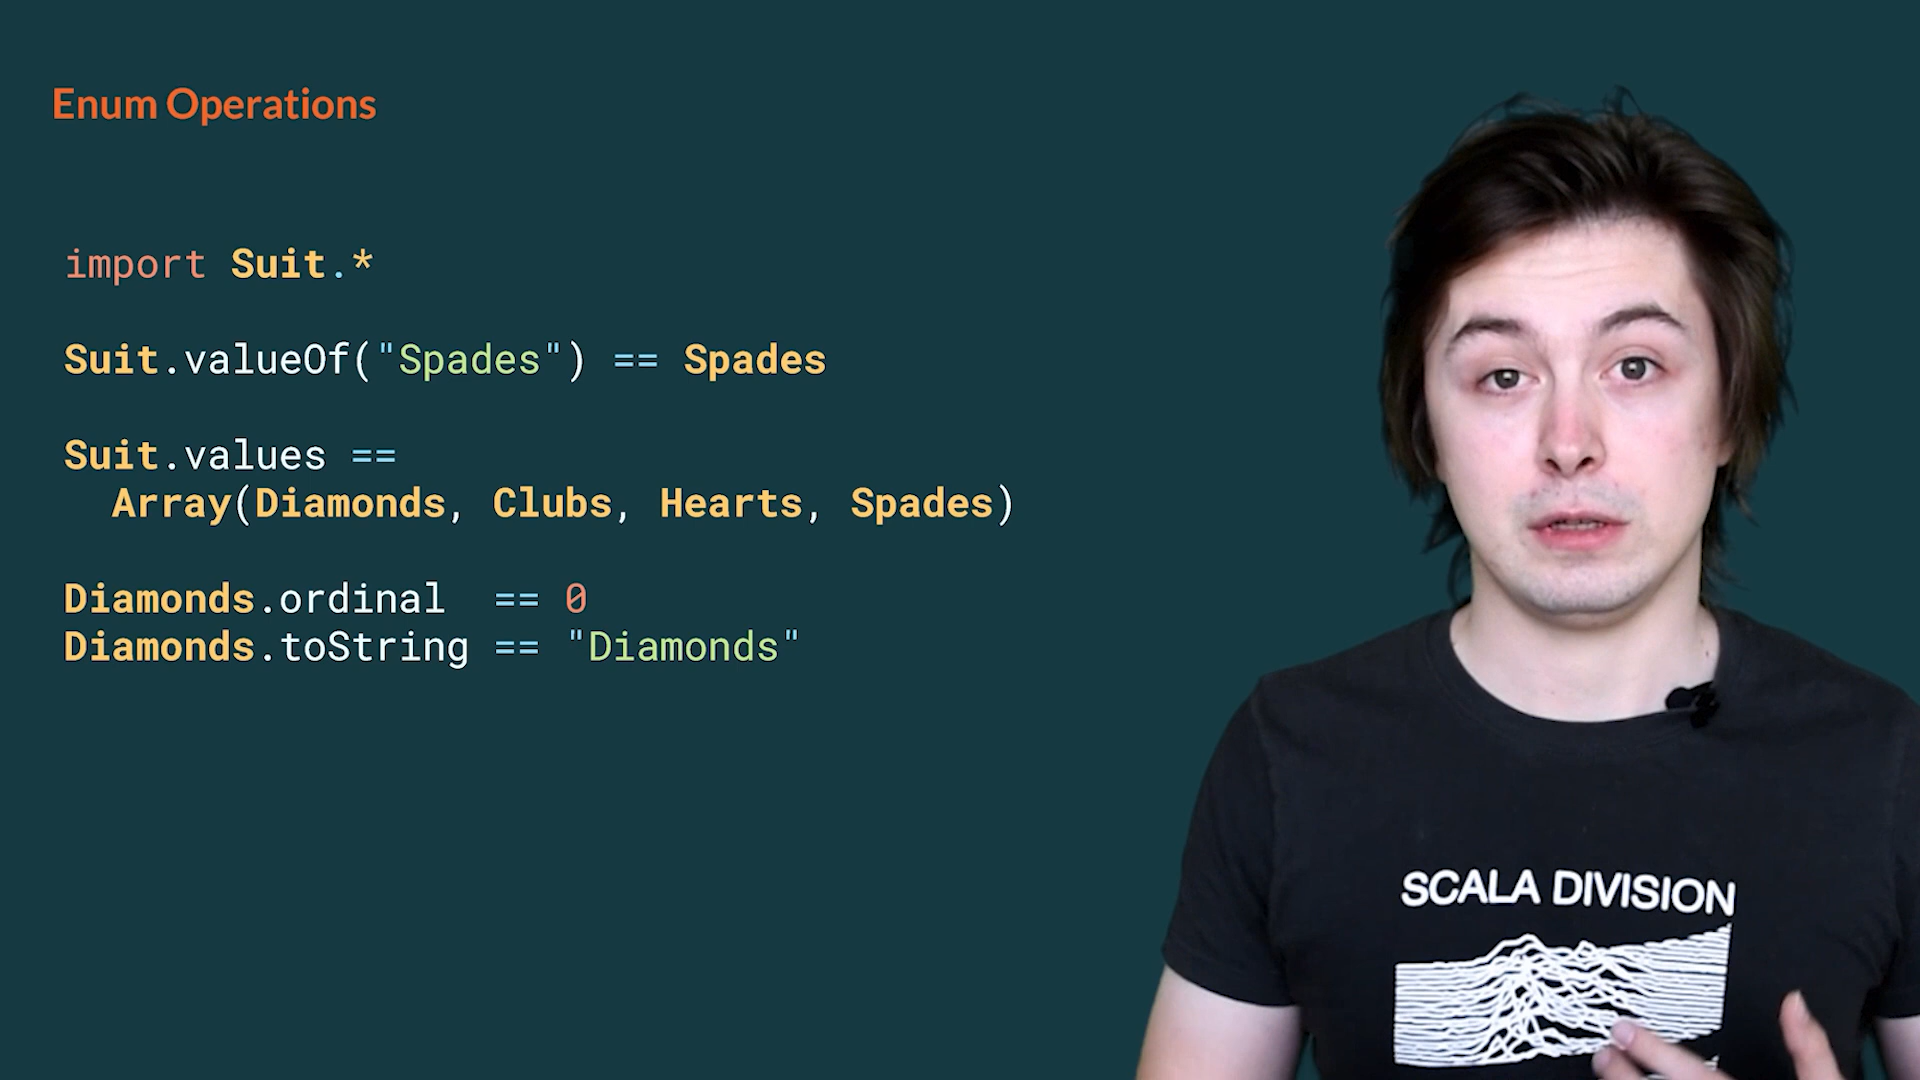 Enum Operations
import Suit.*
Suit.valueOf("Spades") == Spades
Suit.values ==
  Array(Diamonds, Clubs, Hearts, Spades)
Diamonds.ordinal  == 0
Diamonds.toString == "Diamonds"
SCALA DIVISION